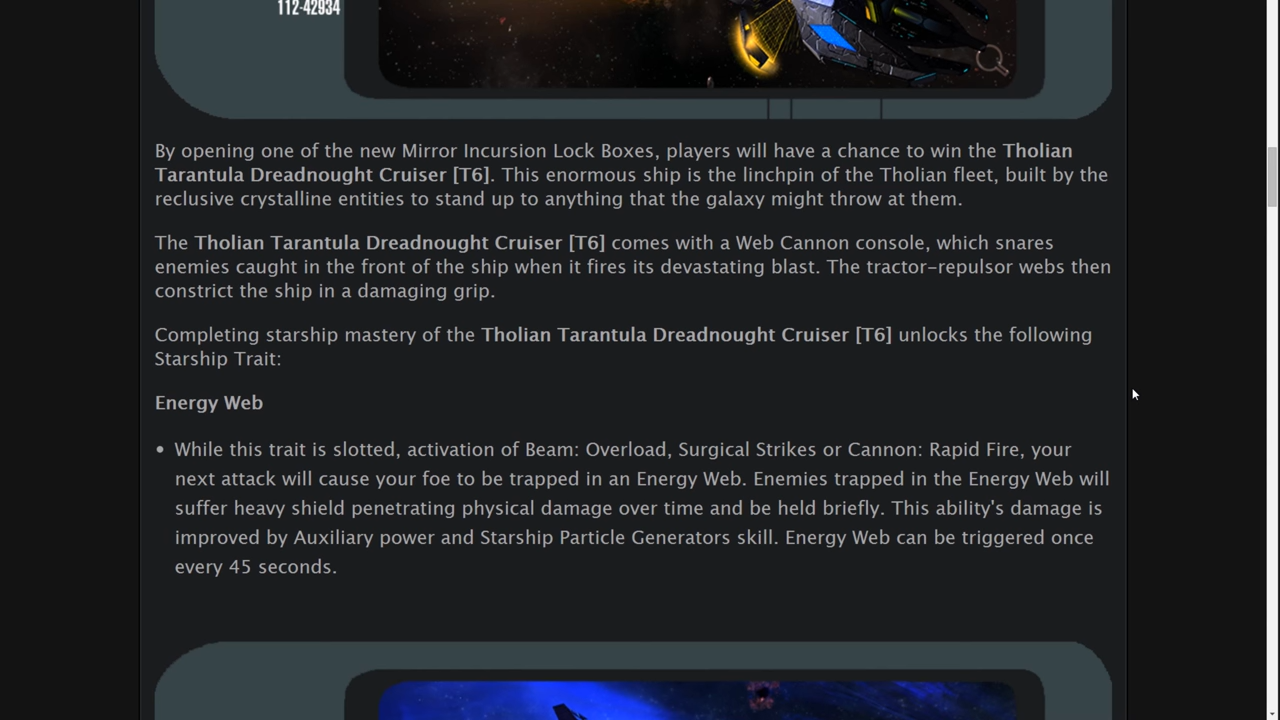 112-42934
By opening one of the new Mirror Incursion Lock Boxes, players will have a chance to win the Tholian
Tarantula Dreadnought Cruiser [T6]. This enormous ship is the linchpin of the Tholian fleet, built by the
reclusive crystalline entities to stand up to anything that the galaxy might throw at them.
The Tholian Tarantula Dreadnought Cruiser [T6] comes with a Web Cannon console, which snares
enemies caught in the front of the ship when it fires its devastating blast. The tractor-repulsor webs then
constrict the ship in a damaging grip.
Completing starship mastery of the Tholian Tarantula Dreadnought Cruiser [T6] unlocks the following
Starship Trait:
Energy Web
• While this trait is slotted, activation of Beam: Overload, Surgical Strikes or Cannon: Rapid Fire, your
next attack will cause your foe to be trapped in an Energy Web. Enemies trapped in the Energy Web will
suffer heavy shield penetrating physical damage over time and be held briefly. This ability's damage is
improved by Auxiliary power and Starship Particle Generators skill. Energy Web can be triggered once
every 45 seconds.